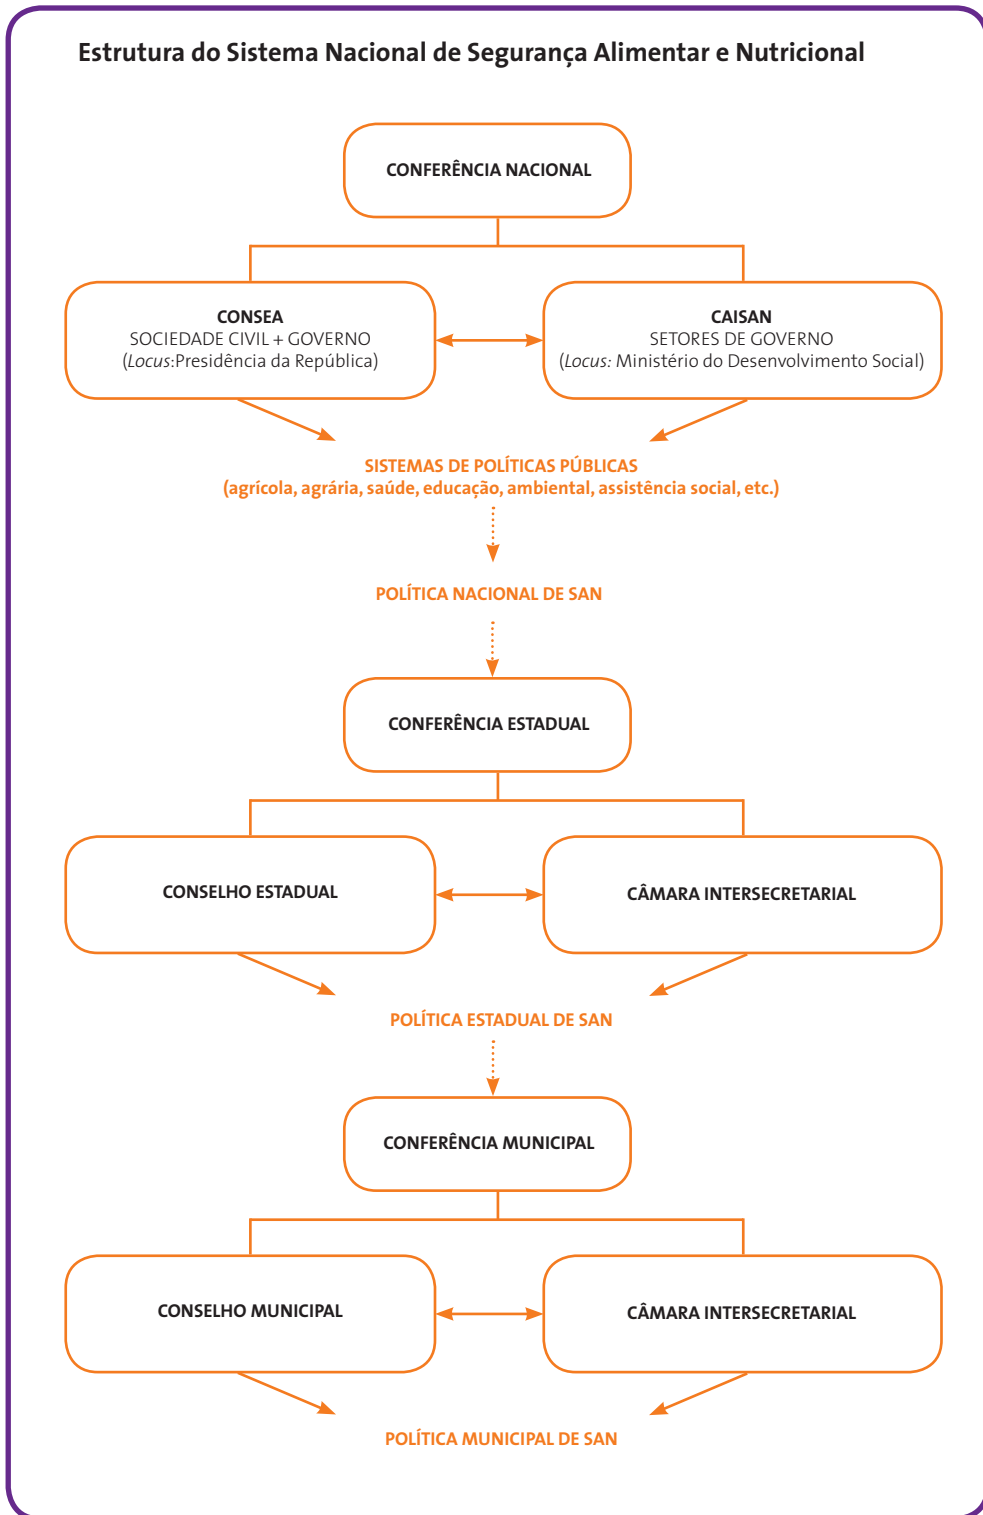 Estrutura do Sistema Nacional de Segurança Alimentar e Nutricional
CONFERÊNCIA NACIONAL
CONSEA
SOCIEDADE CIVIL + GOVERNO
(Locus:Presidência da República)
CAISAN
SETORES DE GOVERNO
(Locus: Ministério do Desenvolvimento Social)
SISTEMAS DE POLÍTICAS PÚBLICAS
(agrícola, agrária, saúde, educação, ambiental, assistência social, etc.)
POLÍTICA NACIONAL DE SAN
CONFERÊNCIA ESTADUAL
CONSELHO ESTADUAL
CÂMARA INTERSECRETARIAL
POLÍTICA ESTADUAL DE SAN
CONFERÊNCIA MUNICIPAL
CONSELHO MUNICIPAL
CÂMARA INTERSECRETARIAL
POLÍTICA MUNICIPAL DE SAN